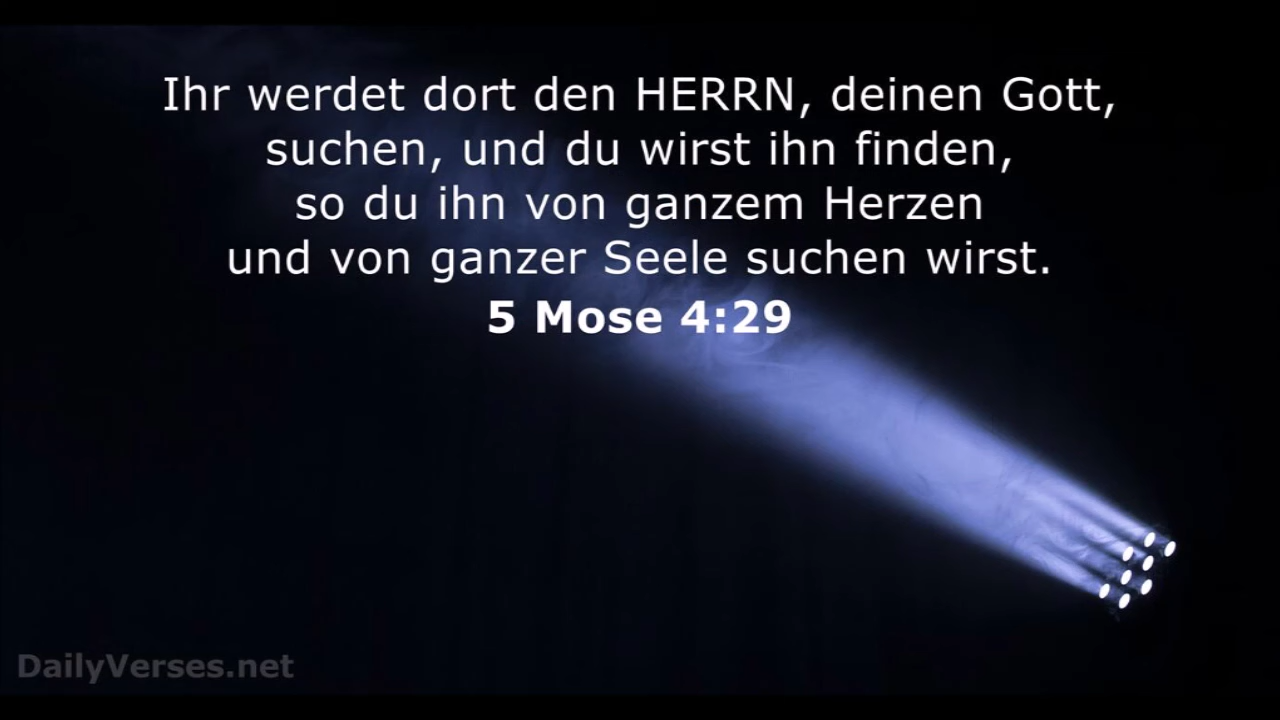 Ihr werdet dort den HERRN, deinen Gott,
suchen, und du wirst ihn finden,
so du ihn von ganzem Herzen
und von ganzer Seele suchen wirst.
5 Mose 4:29
DailyVerses.net